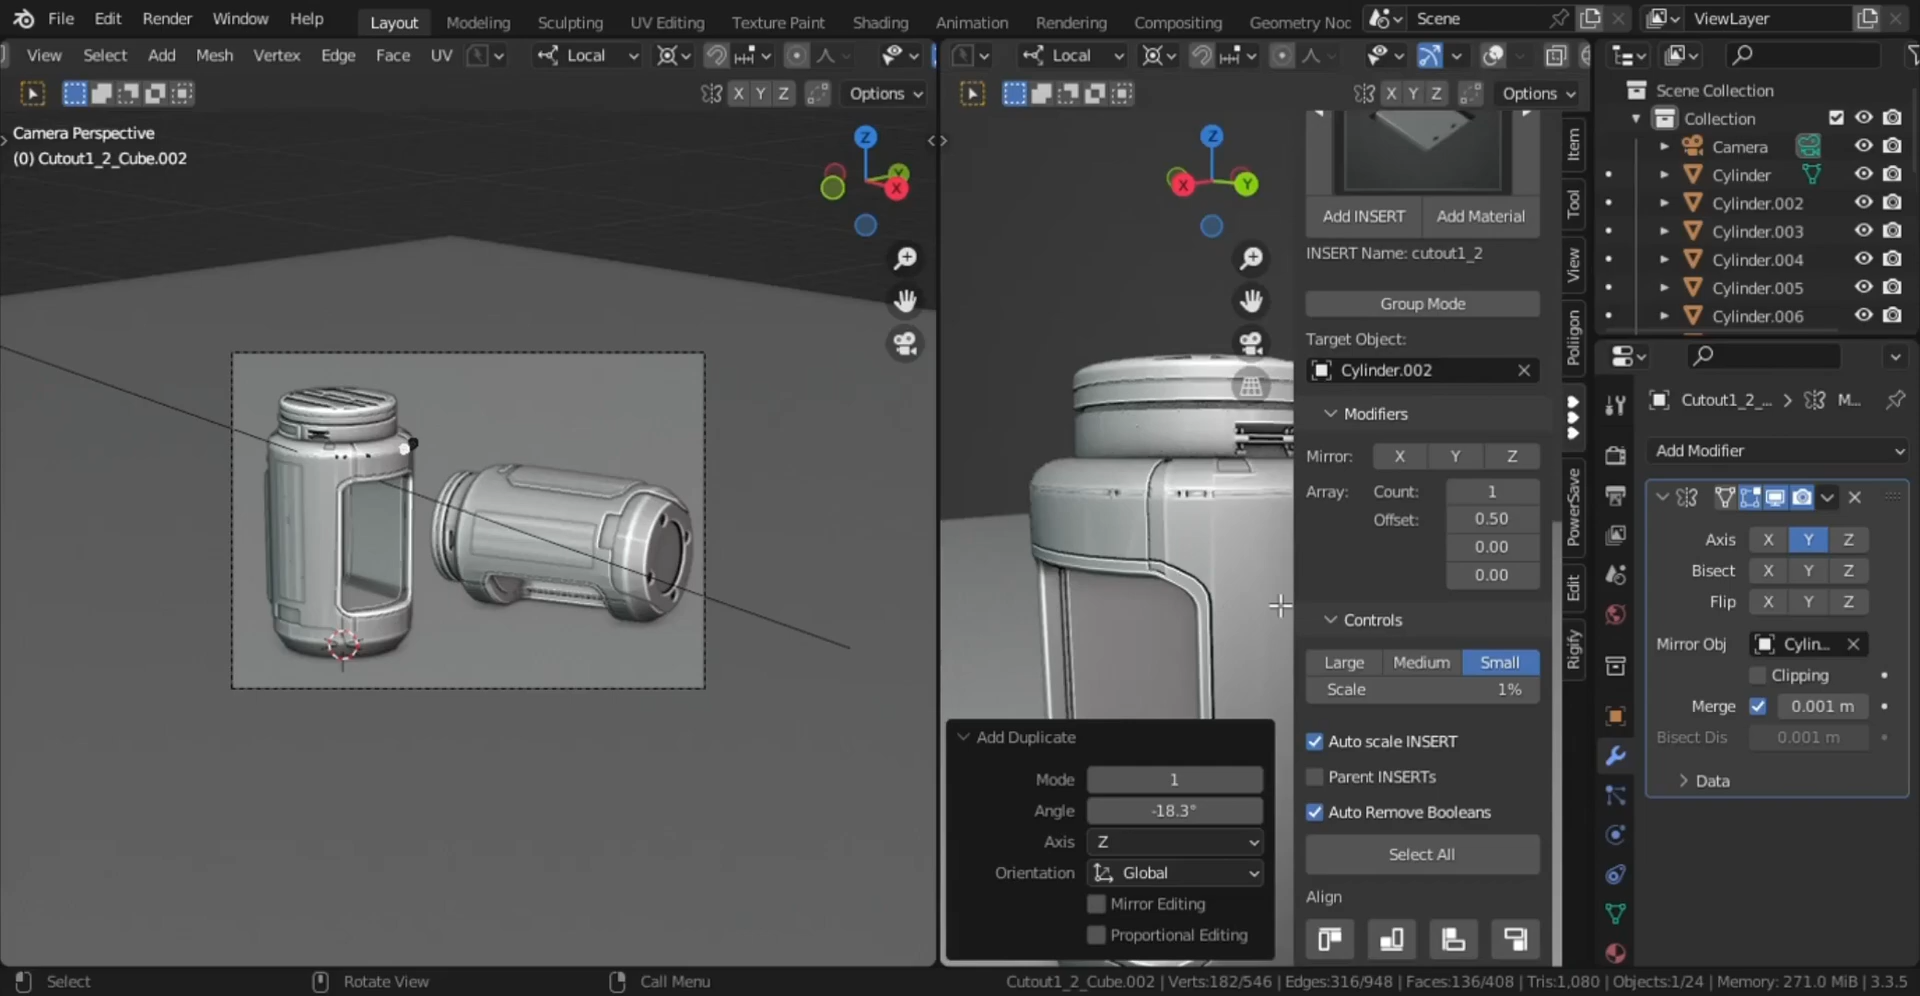 File Edit Render Window Help Layout Modeling Sculpting UV Editing Texture Paint Shading Animation Rendering Compositing Geometry Noc Scene ViewLayer
View Select Add Mesh Vertex Edge Face UV Local Local
X Y Z Options X Y Z Options
Camera Perspective
(0) Cutout1_2_Cube.002
Z
Y
X
Z
X
Y
Add INSERT Add Material
INSERT Name: cutout1_2
Group Mode
Target Object:
Cylinder.002
Modifiers
Mirror: X Y Z
Array: Count: 1
Offset: 0.50
0.00
0.00
Controls
Large Medium Small
Scale 1%
Auto scale INSERT
Parent INSERTs
Auto Remove Booleans
Select All
Align
Item
Tool
View
Poliigon
PowerSave
Edit
Rigify
Add Duplicate
Mode 1
Angle -18.3°
Axis Z
Orientation Global
Mirror Editing
Proportional Editing
Scene Collection
Collection
Camera
Cylinder
Cylinder.002
Cylinder.003
Cylinder.004
Cylinder.005
Cylinder.006
Cutout1_2_... M...
Add Modifier
Axis X Y Z
Bisect X Y Z
Flip X Y Z
Mirror Obj Cylin...
Clipping
Merge 0.001 m
Bisect Dis 0.001 m
Data
Select Rotate View Call Menu Cutout1_2_Cube.002 | Verts:182/546 | Edges:316/948 | Faces:136/408 | Tris:1,080 | Objects:1/24 | Memory: 271.0 MiB | 3.3.5